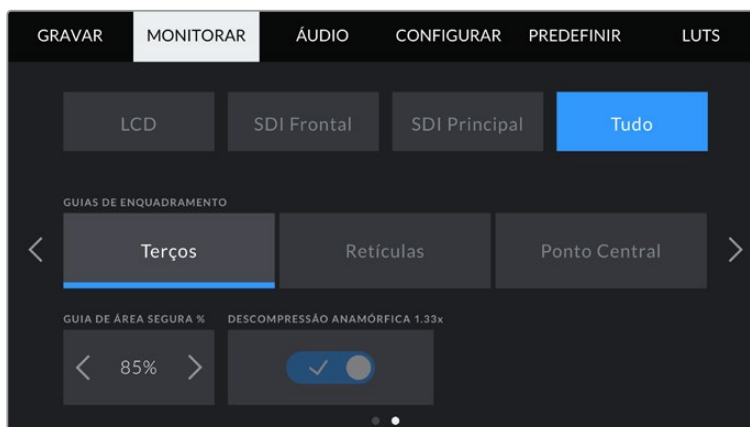 GRAVAR MONITORAR ÁUDIO CONFIGURAR PREDEFINIR LUTS
LCD SDI Frontal SDI Principal Tudo
GUIAS DE ENQUADRAMENTO
Terços Retículas Ponto Central
GUIA DE ÁREA SEGURA % DESCOMPRESSÃO ANAMÓRFICA 1.33x
85%